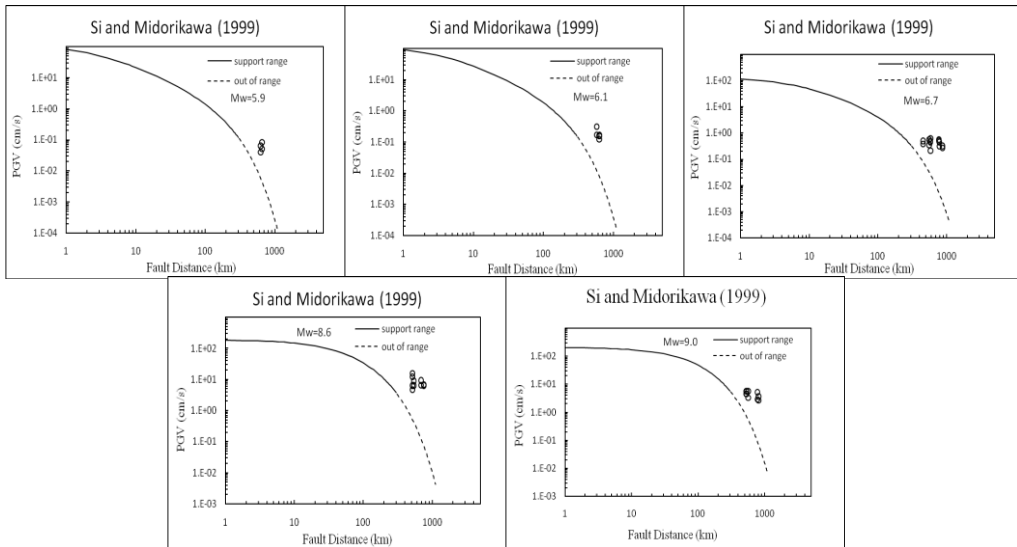 Si and Midorikawa (1999)
support range
out of range
Mw=5.9
PGV (cm/s)
1.E+01
1.E+00
1.E-01
1.E-02
1.E-03
1.E-04
1
10
100
1000
Fault Distance (km)
Si and Midorikawa (1999)
support range
out of range
Mw=6.1
PGV (cm/s)
1.E+01
1.E+00
1.E-01
1.E-02
1.E-03
1.E-04
1
10
100
1000
Fault Distance (km)
Si and Midorikawa (1999)
support range
out of range
Mw=6.7
PGV (cm/s)
1.E+02
1.E+01
1.E+00
1.E-01
1.E-02
1.E-03
1.E-04
1
10
100
1000
Fault Distance (km)
Si and Midorikawa (1999)
Mw=8.6
support range
out of range
PGV (cm/s)
1.E+02
1.E+01
1.E+00
1.E-01
1.E-02
1.E-03
1
10
100
1000
Fault Distance (km)
Si and Midorikawa (1999)
Mw=9.0
support range
out of range
PGV (cm/s)
1.E+02
1.E+01
1.E+00
1.E-01
1.E-02
1.E-03
1
10
100
1000
Fault Distance (km)